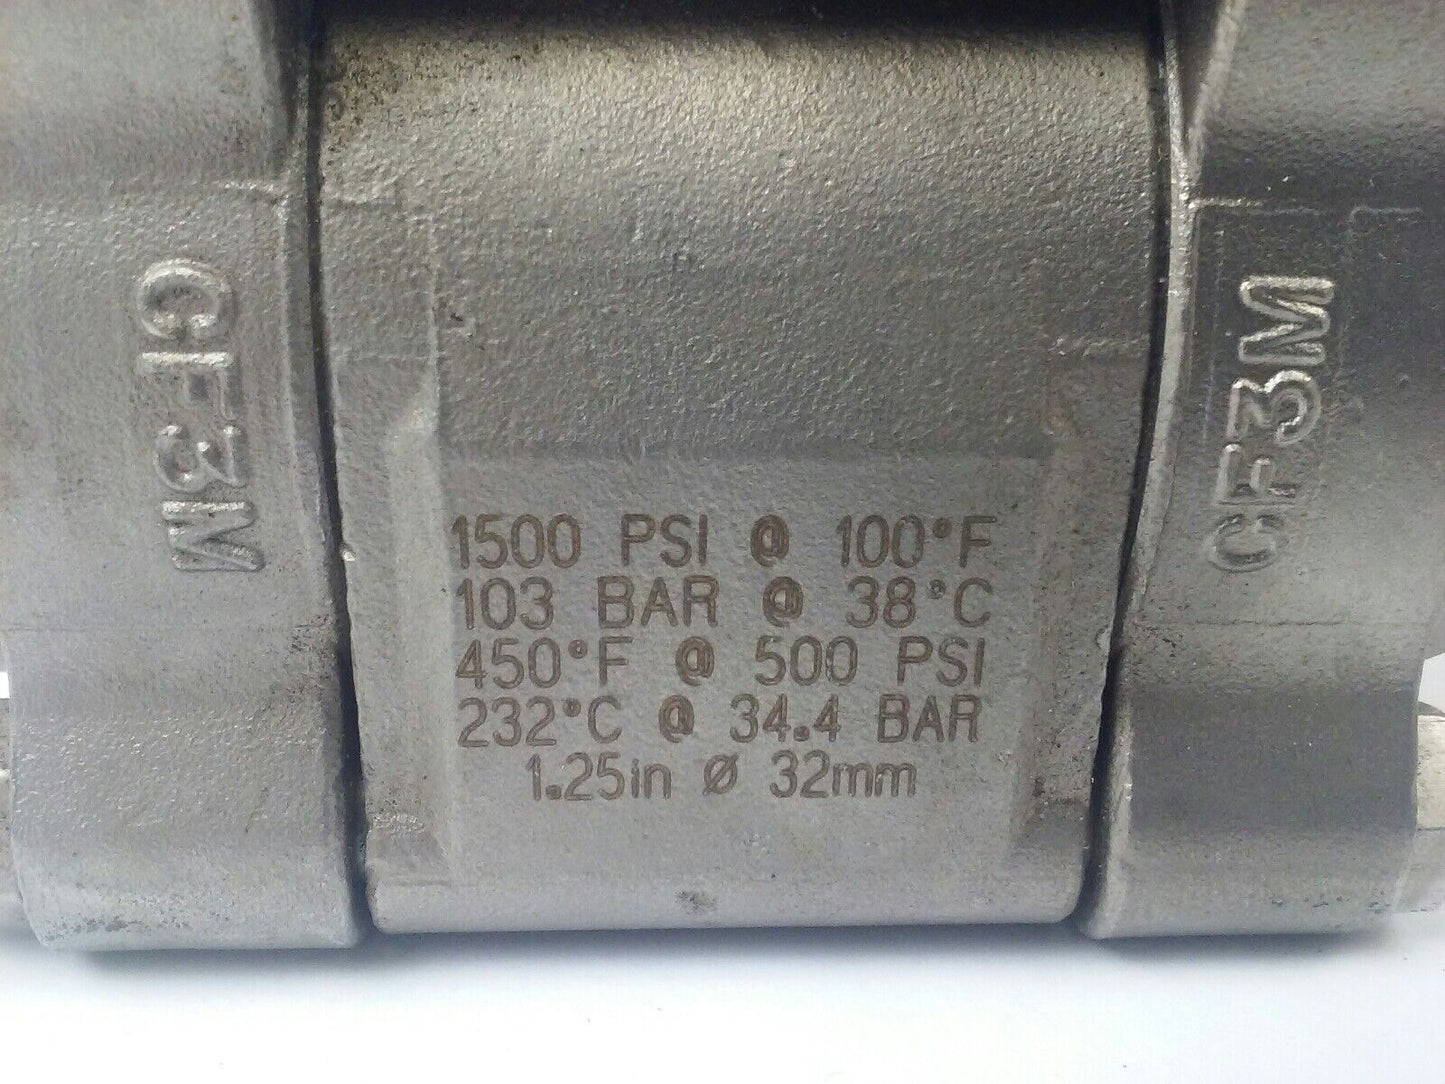 CF3M
1500 PSI @ 100°F
103 BAR @ 38°C
450°F @ 500 PSI
232°C @ 34.4 BAR
1.25in Ø 32mm
CF3M